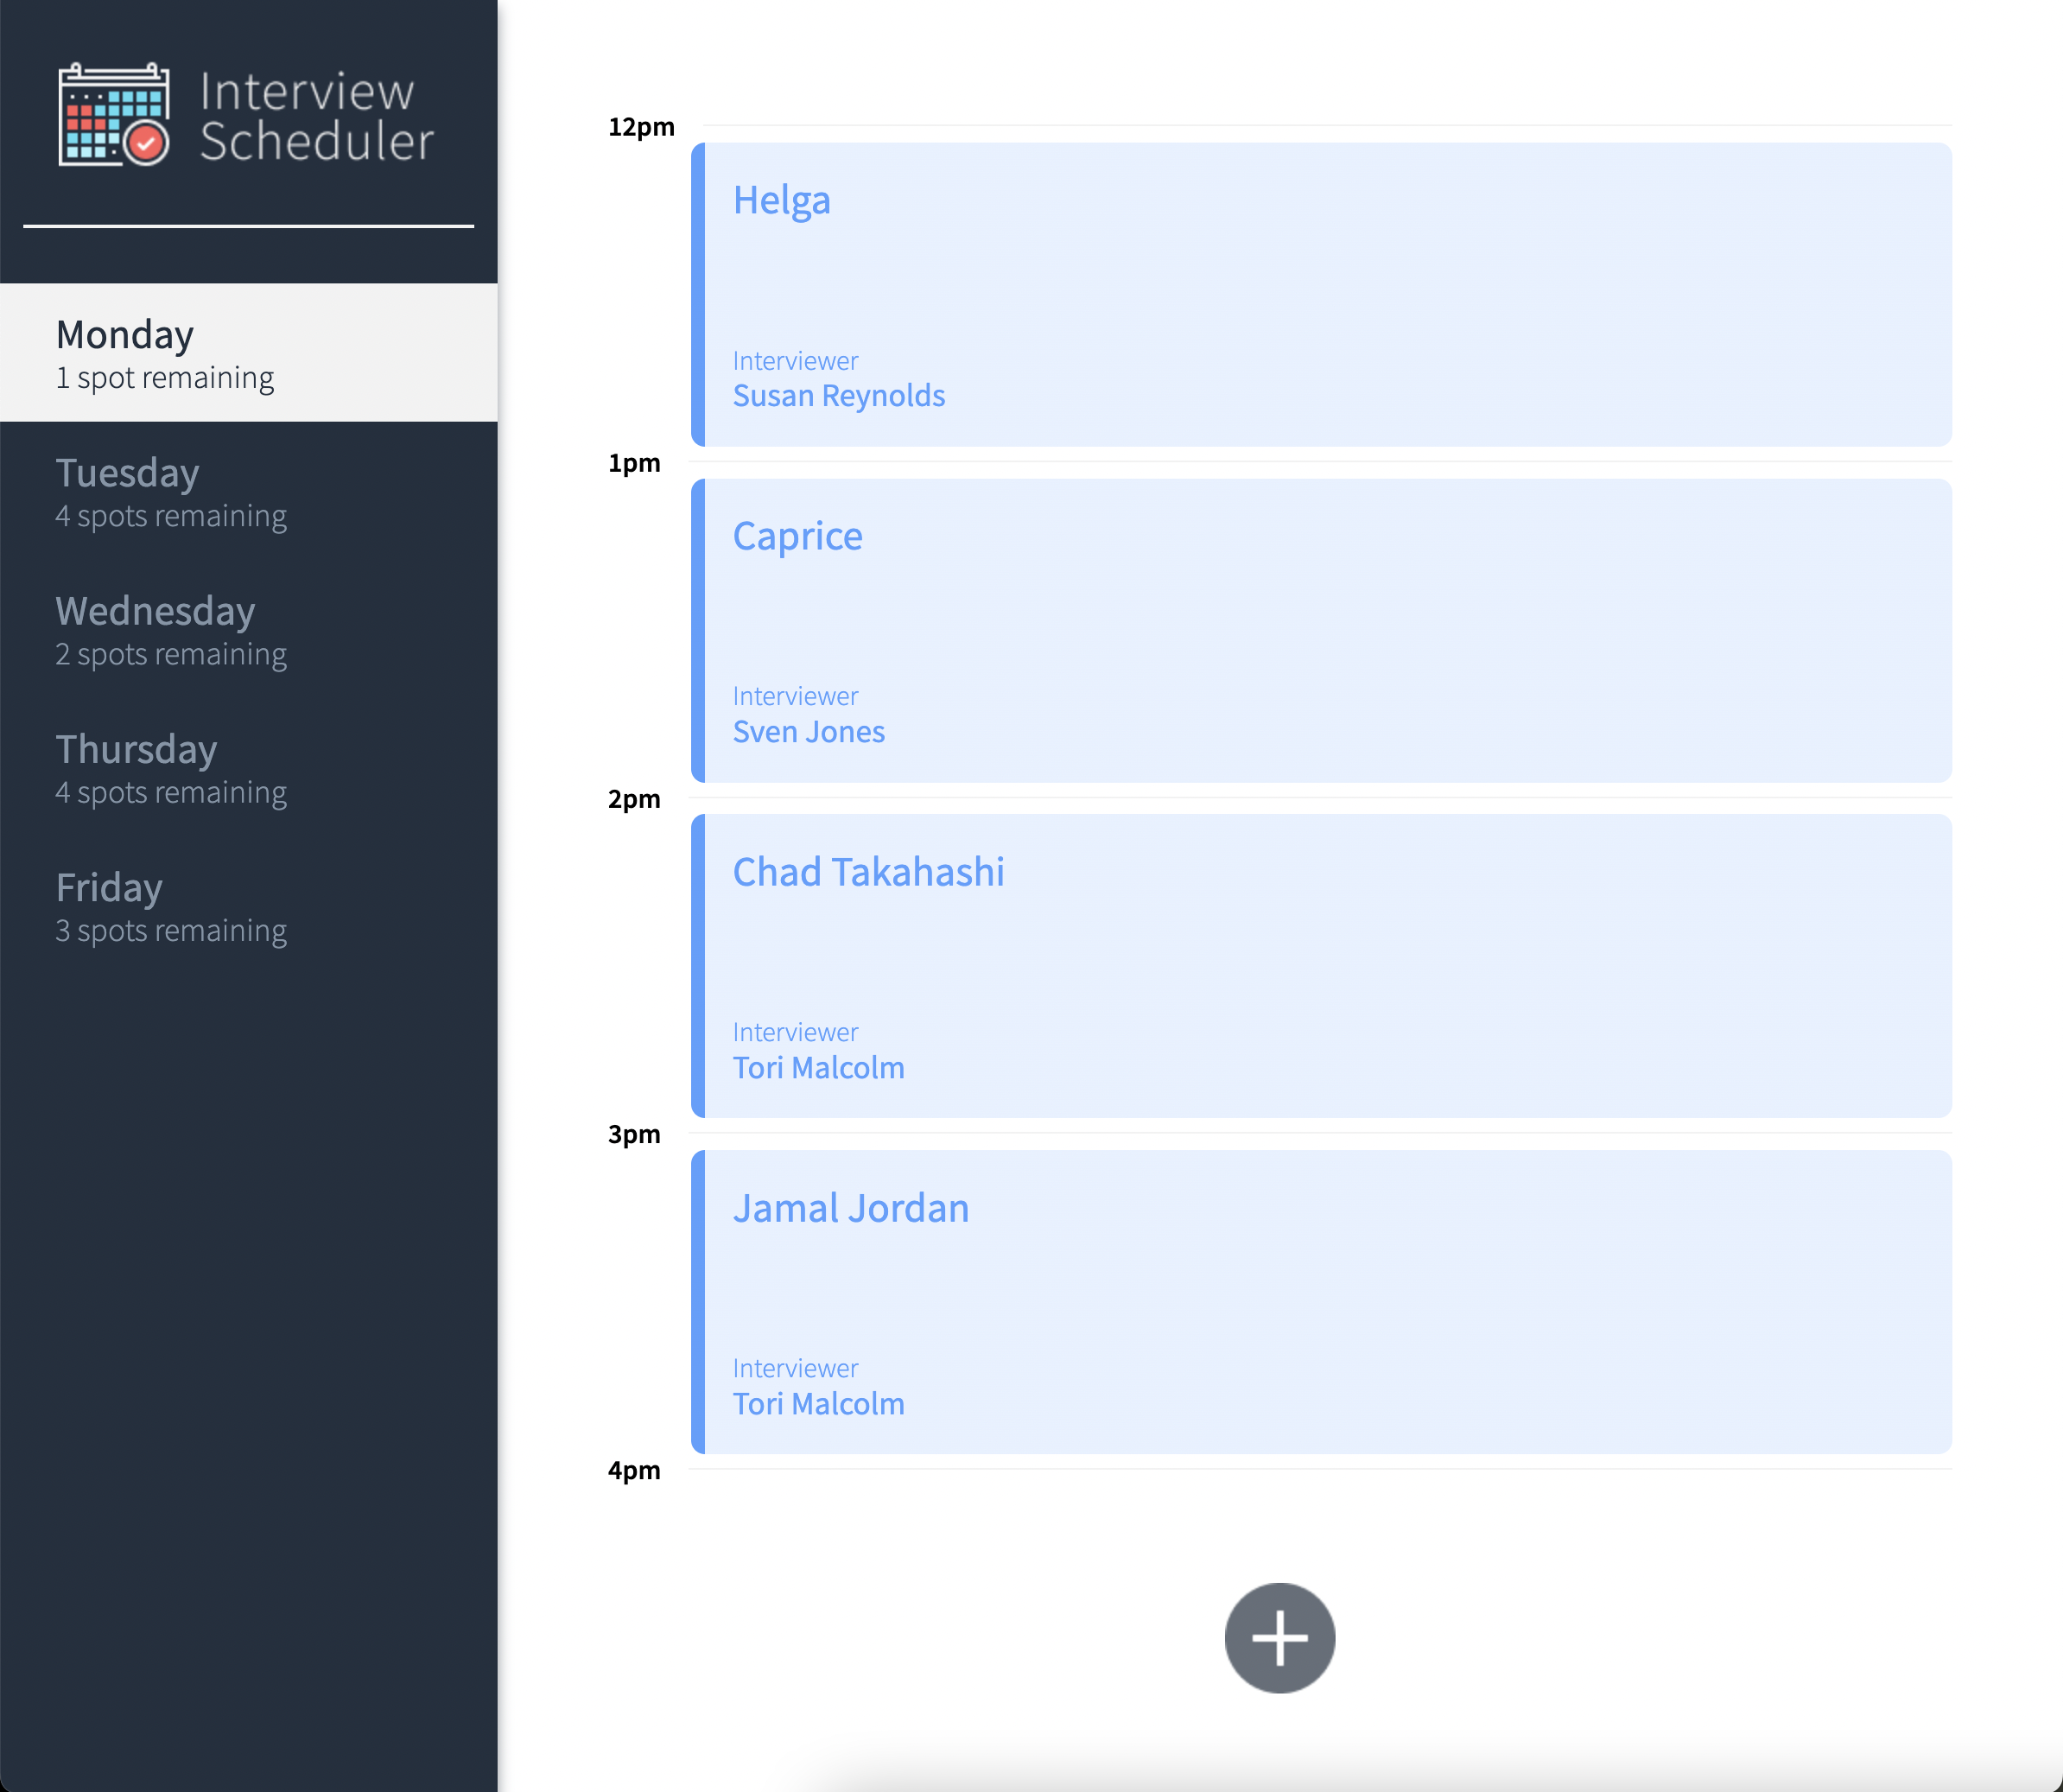 Interview
Scheduler
Monday
1 spot remaining
Tuesday
4 spots remaining
Wednesday
2 spots remaining
Thursday
4 spots remaining
Friday
3 spots remaining
12pm
Helga
Interviewer
Susan Reynolds
1pm
Caprice
Interviewer
Sven Jones
2pm
Chad Takahashi
Interviewer
Tori Malcolm
3pm
Jamal Jordan
Interviewer
Tori Malcolm
4pm